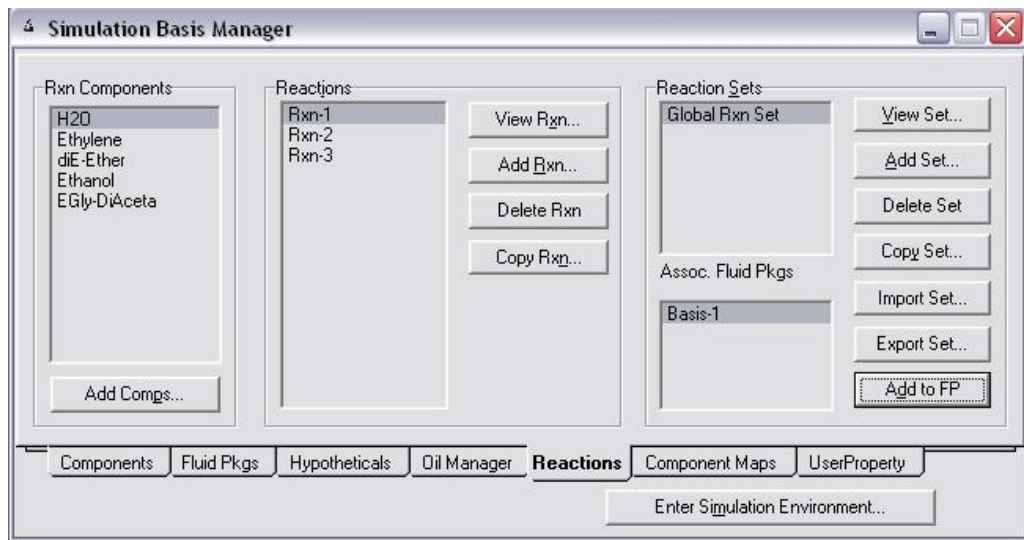 Simulation Basis Manager
Rxn Components
H2O
Ethylene
diE-Ether
Ethanol
EGly-DiAceta
Add Comps...
Reactions
Rxn-1
Rxn-2
Rxn-3
View Rxn...
Add Rxn...
Delete Rxn
Copy Rxn...
Reaction Sets
Global Rxn Set
Assoc. Fluid Pkgs
Basis-1
View Set...
Add Set...
Delete Set
Copy Set...
Import Set...
Export Set...
Add to FP
Components Fluid Pkgs Hypotheticals Oil Manager Reactions Component Maps UserProperty
Enter Simulation Environment...